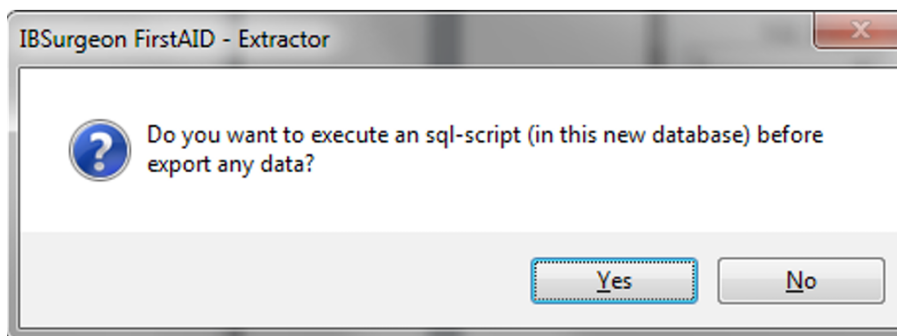 IBSurgeon FirstAID - Extractor
Do you want to execute an sql-script (in this new database) before
export any data?
Yes
No